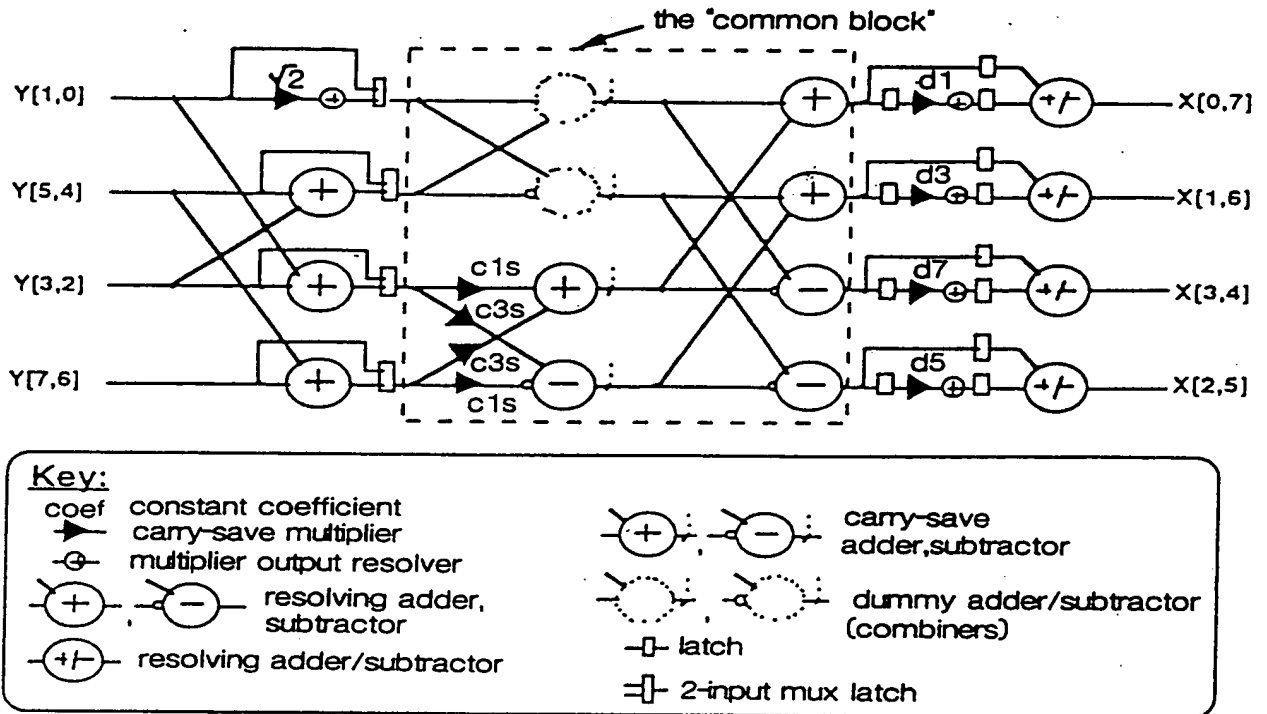 the "common block"
Y[1,0]
√2
+
+
d1
+
+/-
X[0,7]
Y[5,4]
+
+
d3
+
+/-
X[1,6]
Y[3,2]
+
c1s
+
c3s
-
d7
+
+/-
X[3,4]
Y[7,6]
+
c3s
c1s
-
-
d5
+
+/-
X[2,5]
Key:
coef constant coefficient
carry-save multiplier
+ multiplier output resolver
+ , - resolving adder,
subtractor
+/- resolving adder/subtractor
+ , - carry-save
adder,subtractor
, dummy adder/subtractor
(combiners)
latch
2-input mux latch